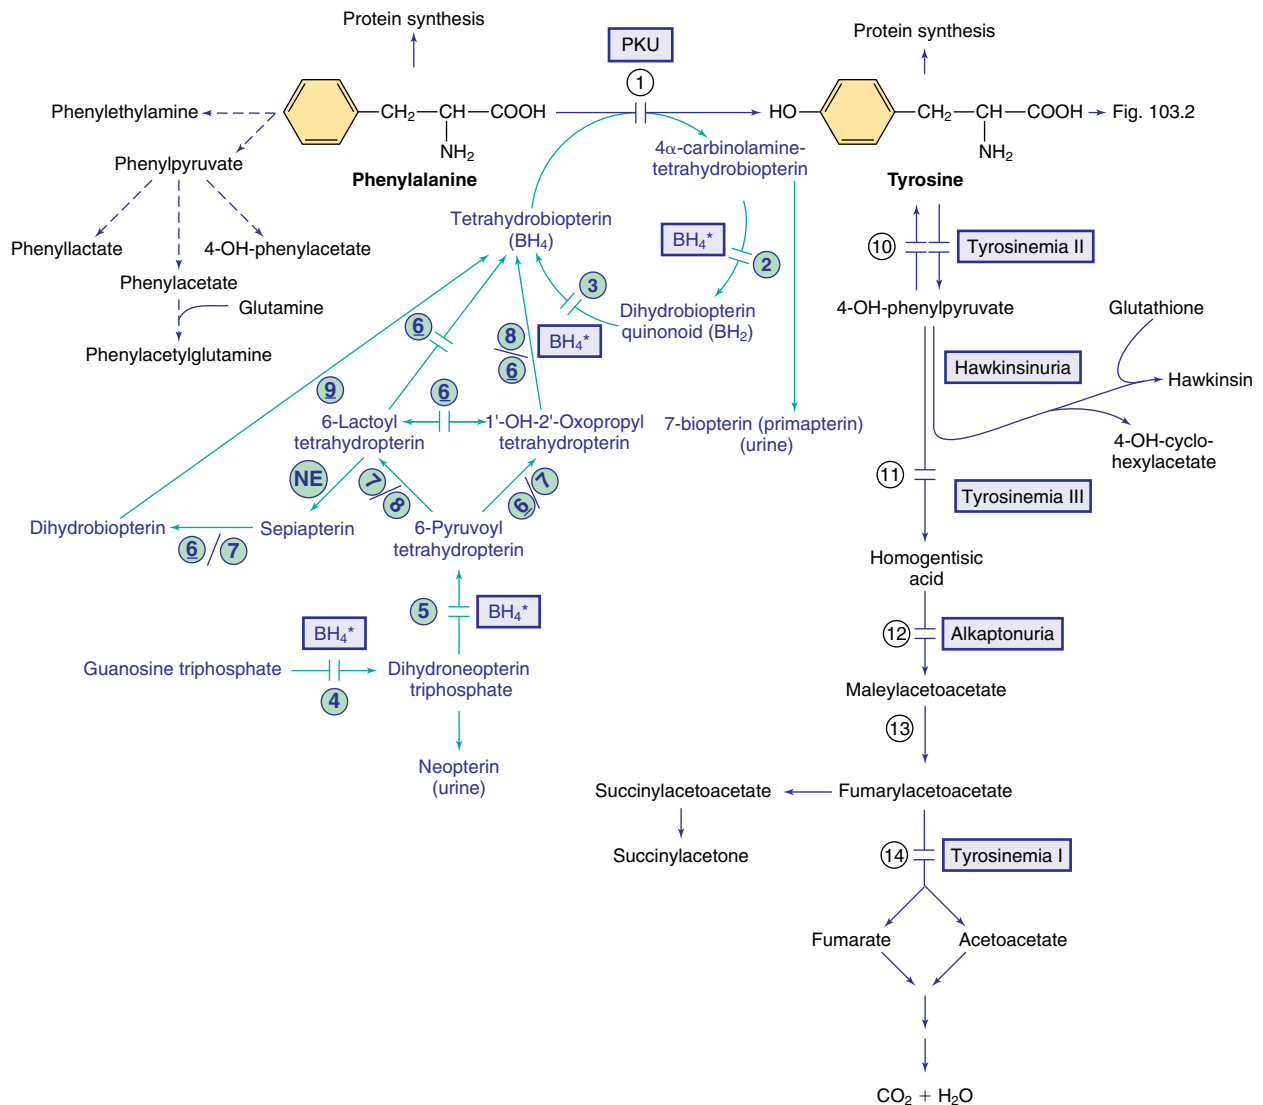 Protein synthesis
PKU
Protein synthesis
1
Phenylethylamine
CH₂—CH—COOH
NH₂
Phenylalanine
HO
CH₂—CH—COOH
NH₂
Tyrosine
Fig. 103.2
Phenylpyruvate
4α-carbinolamine-
tetrahydrobiopterin
Phenyllactate
4-OH-phenylacetate
Phenylacetate
Glutamine
Phenylacetylglutamine
Tetrahydrobiopterin
(BH₄)
BH₄*
2
3
Dihydrobiopterin
quinonoid (BH₂)
BH₄*
10
Tyrosinemia II
4-OH-phenylpyruvate
Glutathione
6
8
6
9
6
Hawkinsinuria
Hawkinsin
6-Lactoyl
tetrahydropterin
1'-OH-2'-Oxopropyl
tetrahydropterin
7-biopterin (primapterin)
(urine)
4-OH-cyclo-
hexylacetate
11
Tyrosinemia III
NE
7/8
6/7
Dihydrobiopterin
Sepiapterin
6-Pyruvoyl
tetrahydropterin
6/7
Homogentisic
acid
BH₄*
5
BH₄*
12
Alkaptonuria
Guanosine triphosphate
4
Dihydroneopterin
triphosphate
Maleylacetoacetate
13
Neopterin
(urine)
Succinylacetoacetate
Fumarylacetoacetate
Succinylacetone
14
Tyrosinemia I
Fumarate
Acetoacetate
CO₂ + H₂O